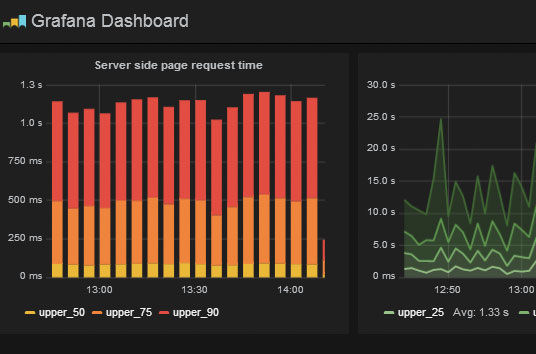 Grafana Dashboard
Server side page request time
1.3 s
1.0 s
750 ms
500 ms
250 ms
0 ms
13:00 13:30 14:00
upper_50 upper_75 upper_90
30.0 s
25.0 s
20.0 s
15.0 s
10.0 s
5.0 s
0 ms
12:50 13:00
upper_25 Avg: 1.33 s